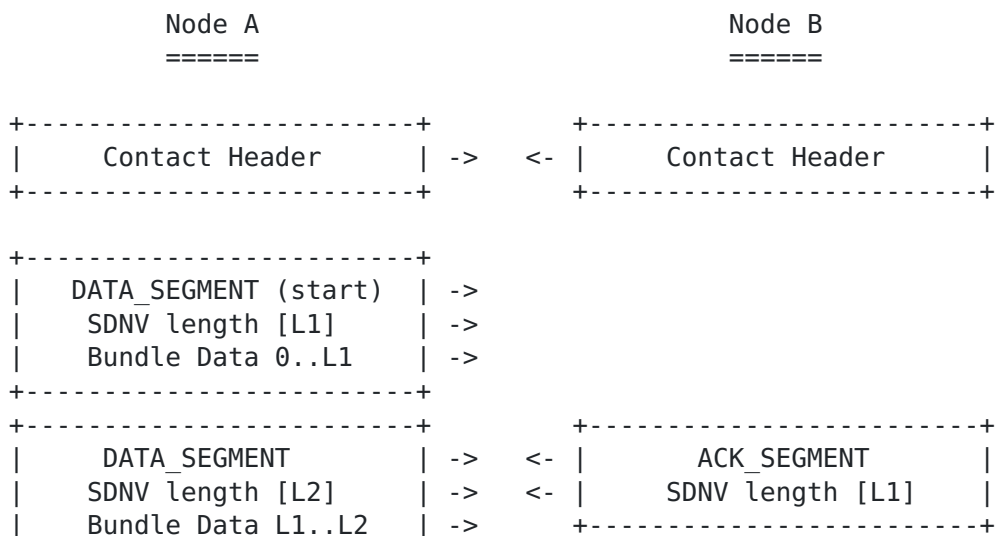 Node A                              Node B
          ======                              ======

+-------------------------+         +-------------------------+
|     Contact Header      | ->   <- |     Contact Header      |
+-------------------------+         +-------------------------+

+-------------------------+
|   DATA_SEGMENT (start)  | ->
|    SDNV length [L1]     | ->
|    Bundle Data 0..L1    | ->
+-------------------------+
+-------------------------+         +-------------------------+
|     DATA_SEGMENT        | ->   <- |       ACK_SEGMENT       |
|    SDNV length [L2]     | ->   <- |     SDNV length [L1]    |
|    Bundle Data L1..L2   | ->      +-------------------------+